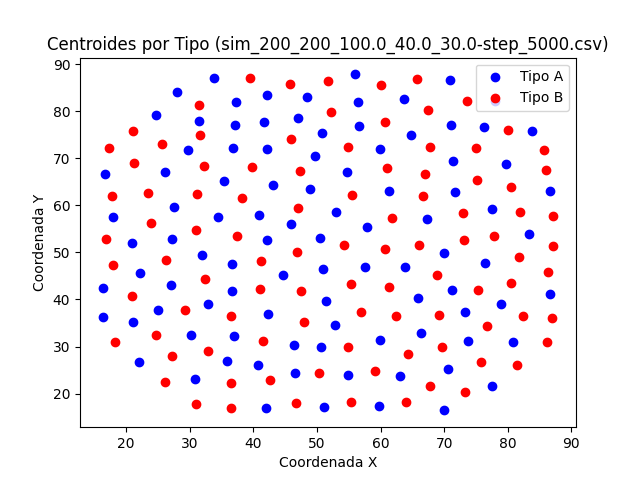 Centroides por Tipo (sim_200_200_100.0_40.0_30.0-step_5000.csv)
Tipo A
Tipo B
Coordenada Y
90
80
70
60
50
40
30
20
20 30 40 50 60 70 80 90
Coordenada X